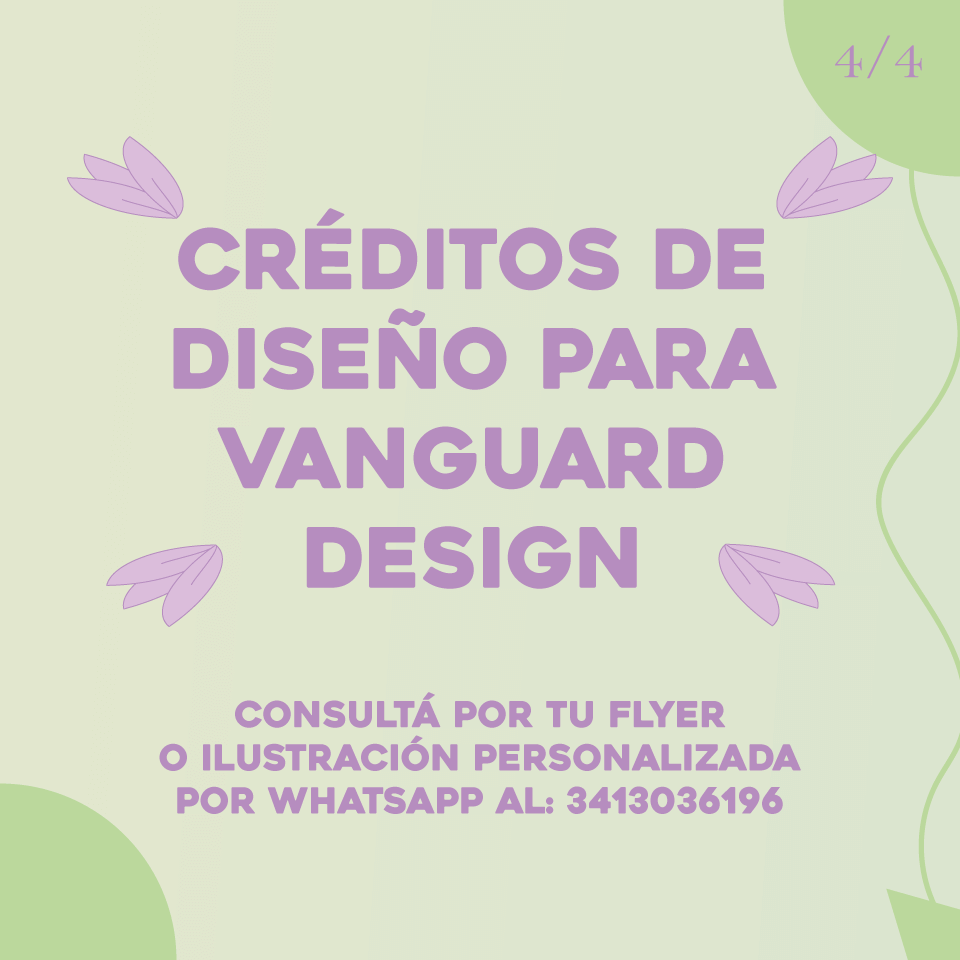 4/4
CRÉDITOS DE
DISEÑO PARA
VANGUARD
DESIGN
CONSULTÁ POR TU FLYER
O ILUSTRACIÓN PERSONALIZADA
POR WHATSAPP AL: 3413036196